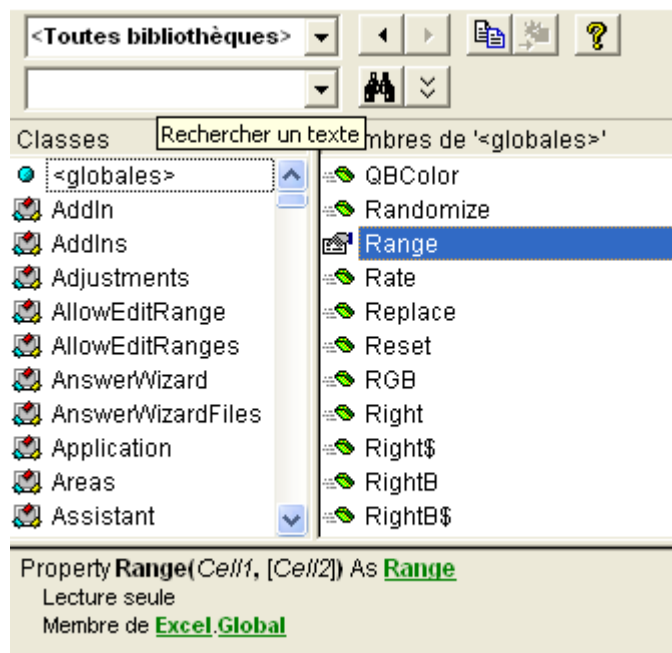 <Toutes bibliothèques>
Rechercher un texte
Classes
mbres de '<globales>'
<globales>
AddIn
AddIns
Adjustments
AllowEditRange
AllowEditRanges
AnswerWizard
AnswerWizardFiles
Application
Areas
Assistant
QBColor
Randomize
Range
Rate
Replace
Reset
RGB
Right
Right$
RightB
RightB$
Property Range(Cell1, [Cell2]) As Range
Lecture seule
Membre de Excel.Global